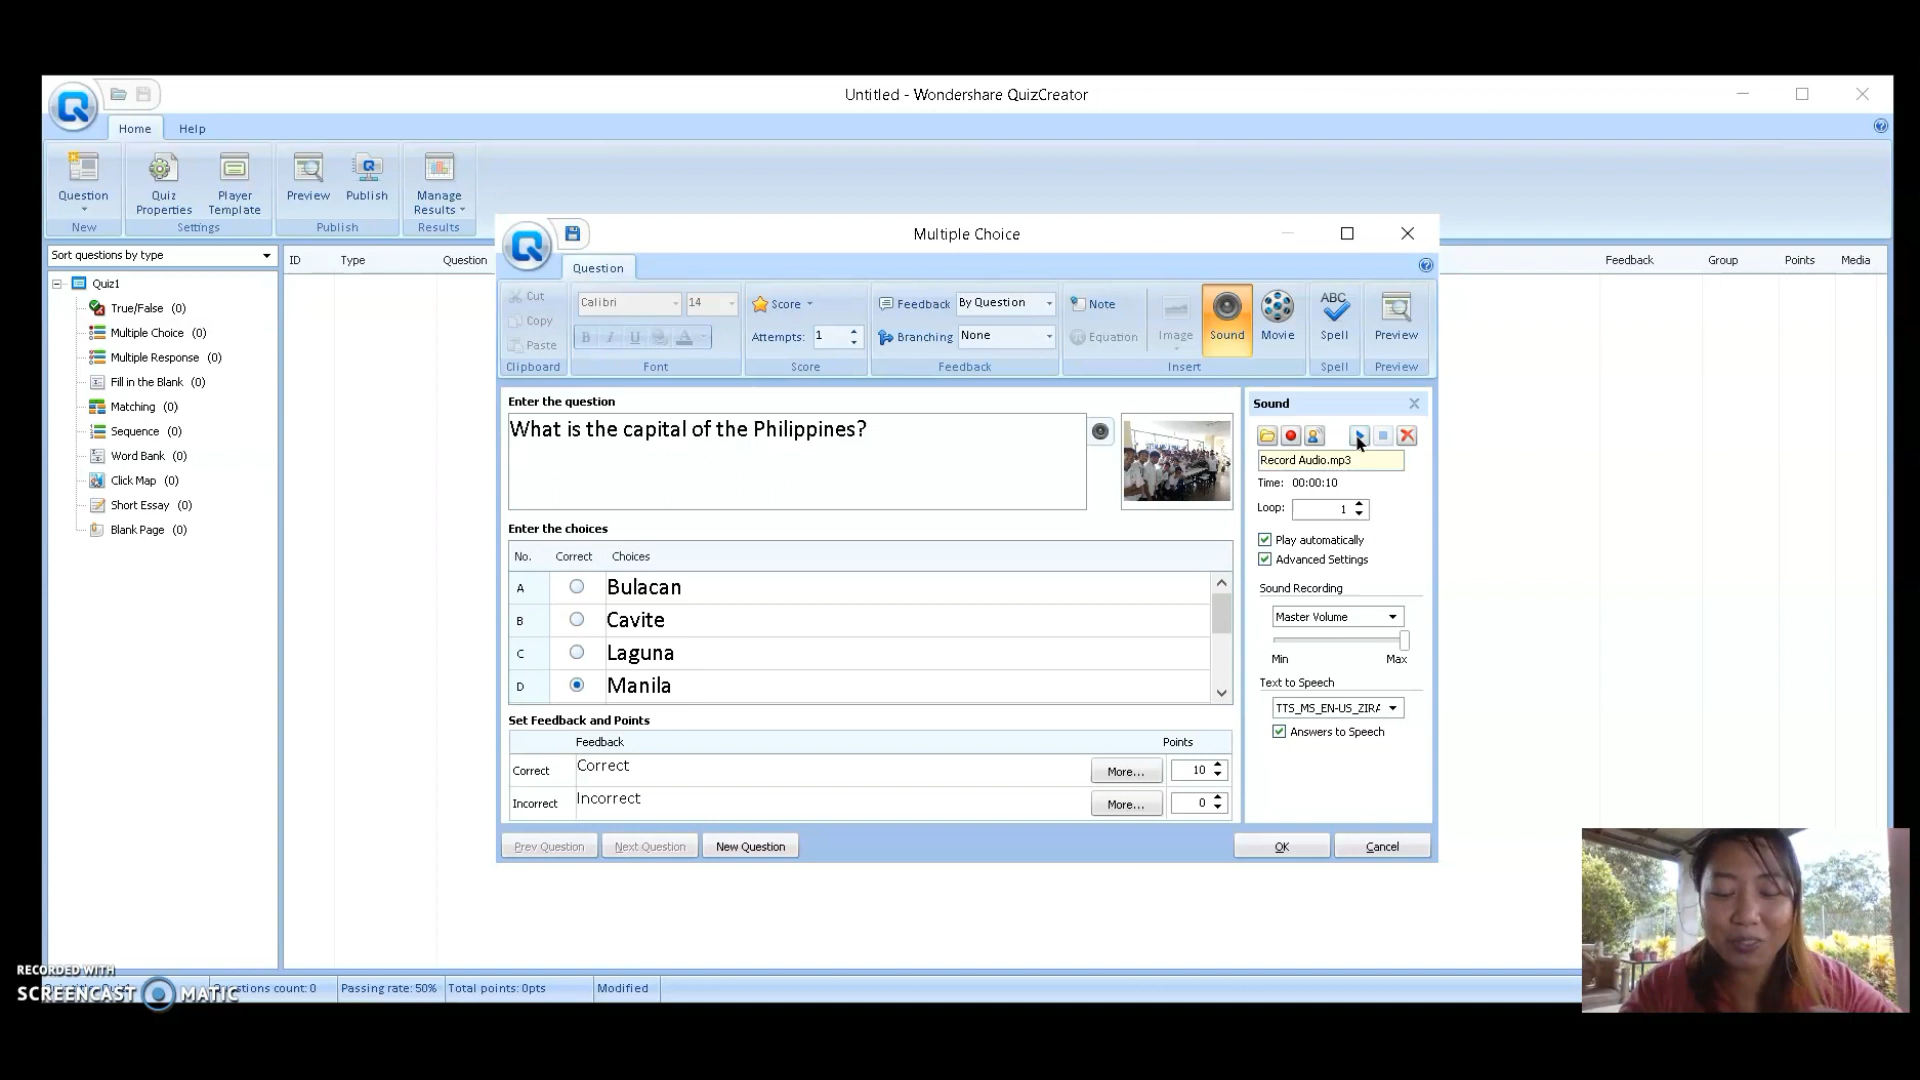 Untitled - Wondershare QuizCreator
Home Help
Question
Quiz Properties
Player Template
Preview
Publish
Manage Results
New
Settings
Publish
Results
Sort questions by type
ID Type Question Feedback Group Points Media
Quiz1
True/False (0)
Multiple Choice (0)
Multiple Response (0)
Fill in the Blank (0)
Matching (0)
Sequence (0)
Word Bank (0)
Click Map (0)
Short Essay (0)
Blank Page (0)
Multiple Choice
Question
Cut
Copy
Paste
Clipboard
Calibri 14
B I U A
Font
Score
Attempts: 1
Score
Feedback By Question
Branching None
Feedback
Note
Equation
Image
Sound
Movie
Insert
ABC
Spell
Spell
Preview
Preview
Enter the question
What is the capital of the Philippines?
Enter the choices
No. Correct Choices
A Bulacan
B Cavite
C Laguna
D Manila
Set Feedback and Points
Feedback Points
Correct Correct More... 10
Incorrect Incorrect More... 0
Prev Question Next Question New Question OK Cancel
Sound
Record Audio.mp3
Time: 00:00:10
Loop: 1
Play automatically
Advanced Settings
Sound Recording
Master Volume
Min Max
Text to Speech
TTS_MS_EN-US_ZIRA
Answers to Speech
Questions count: 0 Passing rate: 50% Total points: 0pts Modified
RECORDED WITH
SCREENCAST MATIC